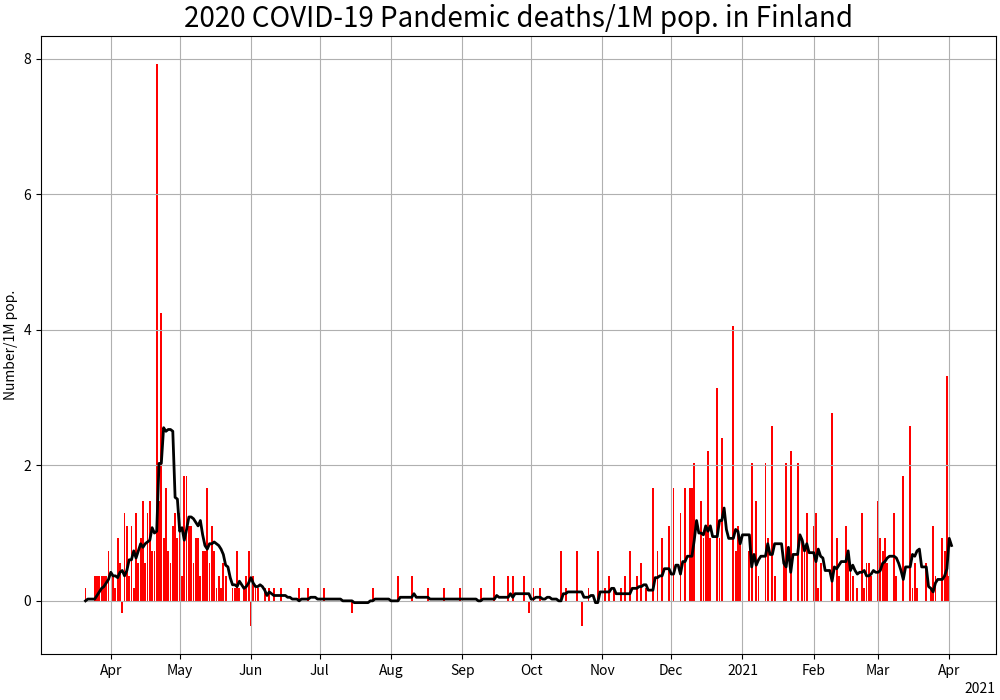 2020 COVID-19 Pandemic deaths/1M pop. in Finland
Number/1M pop.
8
6
4
2
0
Apr May Jun Jul Aug Sep Oct Nov Dec 2021 Feb Mar Apr
2021